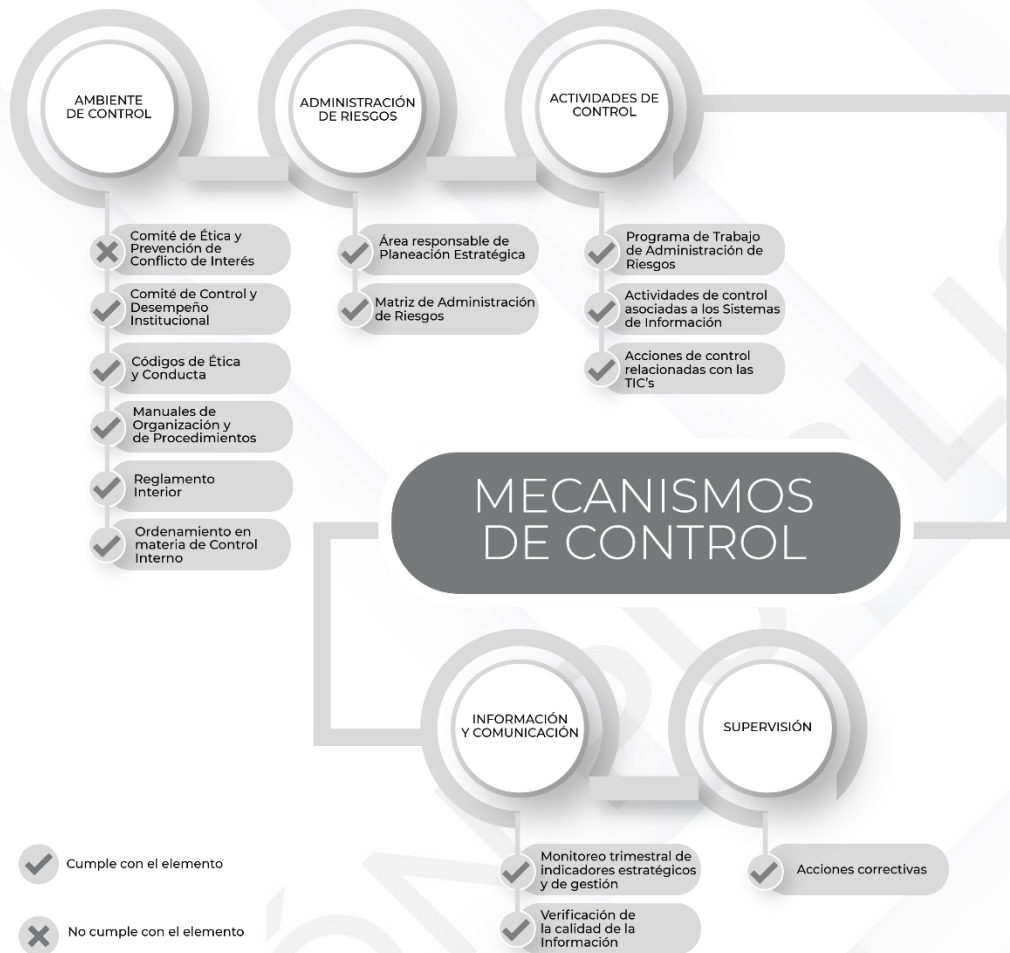 AMBIENTE
DE CONTROL
Comité de Ética y
Prevención de
Conflicto de Interés
Comité de Control y
Desempeño
Institucional
Códigos de Ética
y Conducta
Manuales de
Organización y
de Procedimientos
Reglamento
Interior
Ordenamiento en
materia de Control
Interno
ADMINISTRACIÓN
DE RIESGOS
Área responsable de
Planeación Estratégica
Matriz de Administración
de Riesgos
ACTIVIDADES DE
CONTROL
Programa de Trabajo
de Administración de
Riesgos
Actividades de control
asociadas a los Sistemas
de Información
Acciones de control
relacionadas con las
TIC's
MECANISMOS
DE CONTROL
INFORMACIÓN
Y COMUNICACIÓN
Monitoreo trimestral de
indicadores estratégicos
y de gestión
Verificación de
la calidad de la
Información
SUPERVISIÓN
Acciones correctivas
Cumple con el elemento
No cumple con el elemento